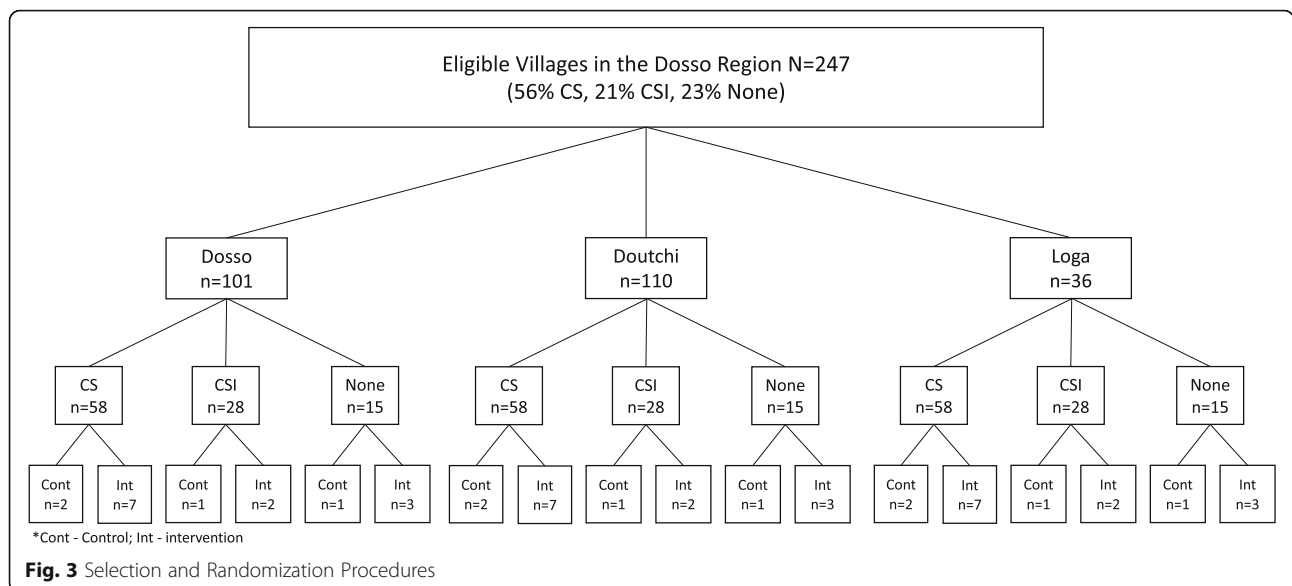 Eligible Villages in the Dosso Region N=247
(56% CS, 21% CSI, 23% None)
Dosso
n=101
Doutchi
n=110
Loga
n=36
CS
n=58
CSI
n=28
None
n=15
CS
n=58
CSI
n=28
None
n=15
CS
n=58
CSI
n=28
None
n=15
Cont
n=2
Int
n=7
Cont
n=1
Int
n=2
Cont
n=1
Int
n=3
Cont
n=2
Int
n=7
Cont
n=1
Int
n=2
Cont
n=1
Int
n=3
Cont
n=2
Int
n=7
Cont
n=1
Int
n=2
Cont
n=1
Int
n=3
*Cont - Control; Int - intervention
Fig. 3 Selection and Randomization Procedures